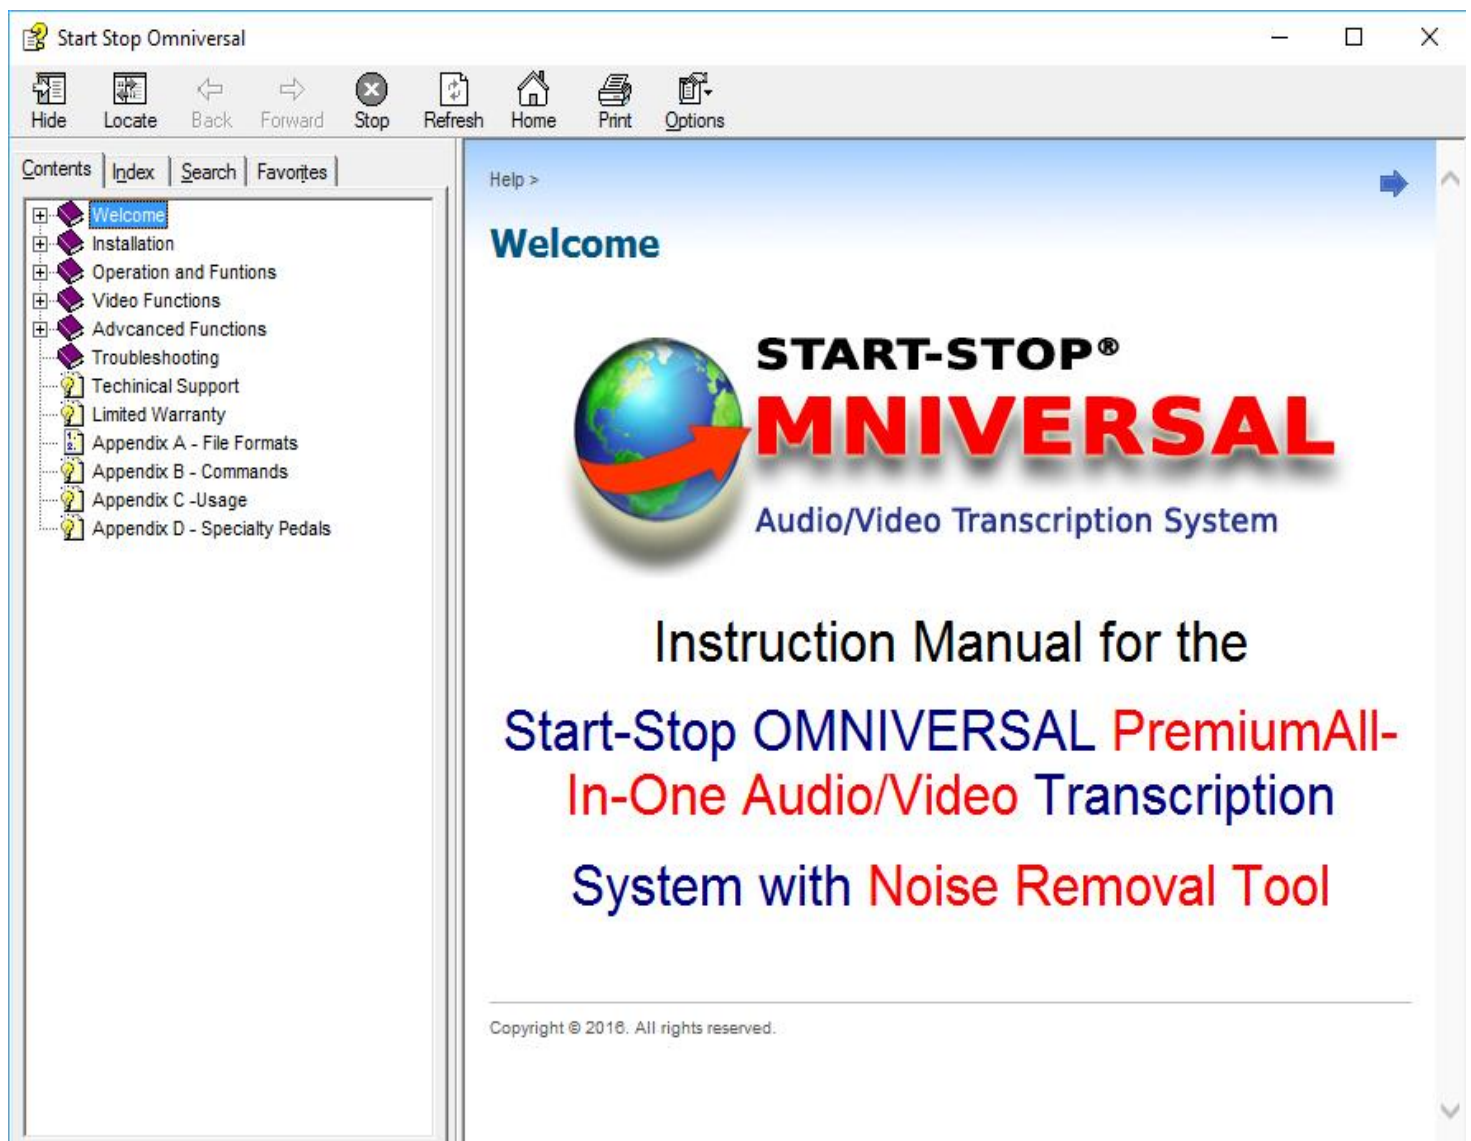 Start Stop Omniversal
Hide Locate Back Forward Stop Refresh Home Print Options
Contents Index Search Favorites
Welcome
Installation
Operation and Funtions
Video Functions
Advcanced Functions
Troubleshooting
Techinical Support
Limited Warranty
Appendix A - File Formats
Appendix B - Commands
Appendix C -Usage
Appendix D - Specialty Pedals
Help >
Welcome
START-STOP®
MNIVERSAL
Audio/Video Transcription System
Instruction Manual for the
Start-Stop OMNIVERSAL PremiumAll-
In-One Audio/Video Transcription
System with Noise Removal Tool
Copyright © 2016. All rights reserved.